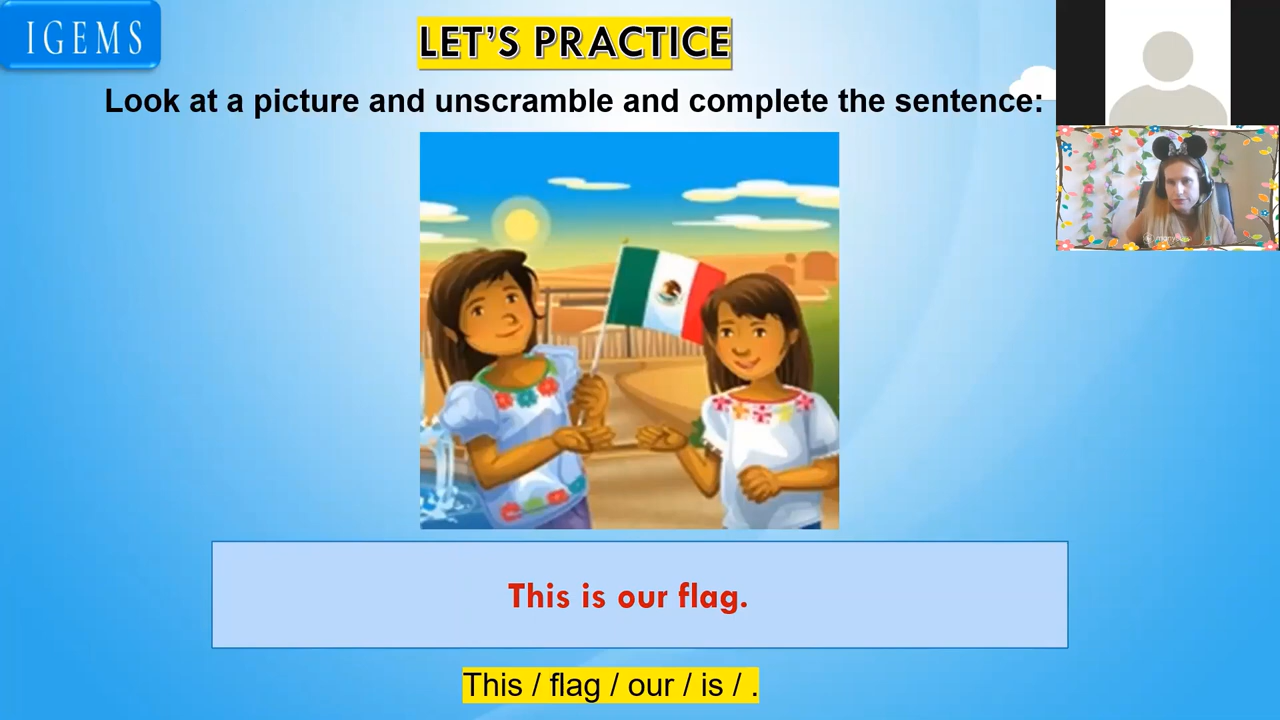 IGEMS
LET'S PRACTICE
Look at a picture and unscramble and complete the sentence:
This is our flag.
This / flag / our / is / .